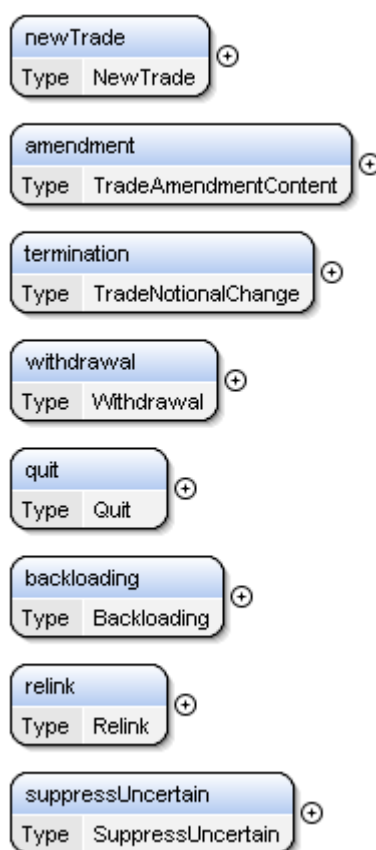 newTrade
Type NewTrade
amendment
Type TradeAmendmentContent
termination
Type TradeNotionalChange
withdrawal
Type Withdrawal
quit
Type Quit
backloading
Type Backloading
relink
Type Relink
suppressUncertain
Type SuppressUncertain